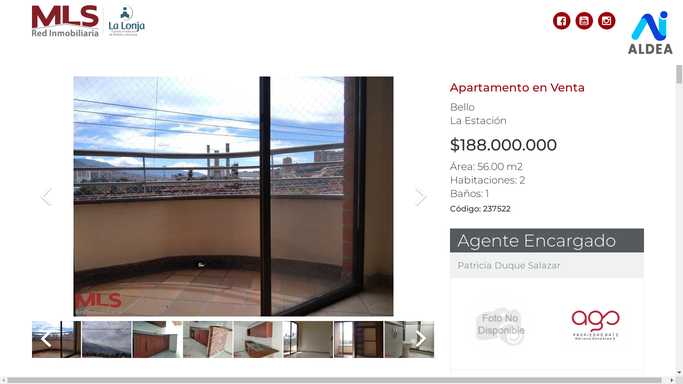 MLS
Red Inmobiliaria
La Lonja
ALDEA
Apartamento en Venta
Bello
La Estación
$188.000.000
Área: 56.00 m2
Habitaciones: 2
Baños: 1
Código: 237522
MLS
Agente Encargado
Patricia Duque Salazar
Foto No
Disponible
ago